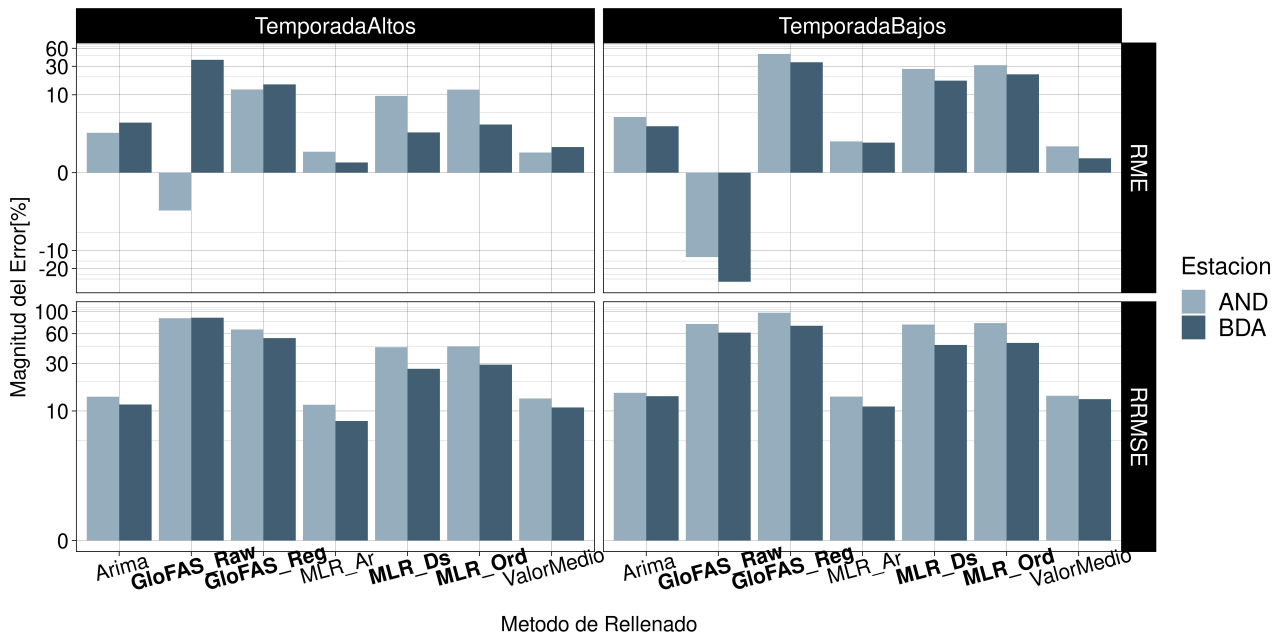 TemporadaAltos
TemporadaBajos
60
30
10
0
-10
-20
RME
100
60
30
10
0
RRMSE
Magnitud del Error[%]
Arima
GloFAS_Raw
GloFAS_Reg
MLR_Ar
MLR_Ds
MLR_Ord
ValorMedio
Arima
GloFAS_Raw
GloFAS_Reg
MLR_Ar
MLR_Ds
MLR_Ord
ValorMedio
Metodo de Rellenado
Estacion
AND
BDA